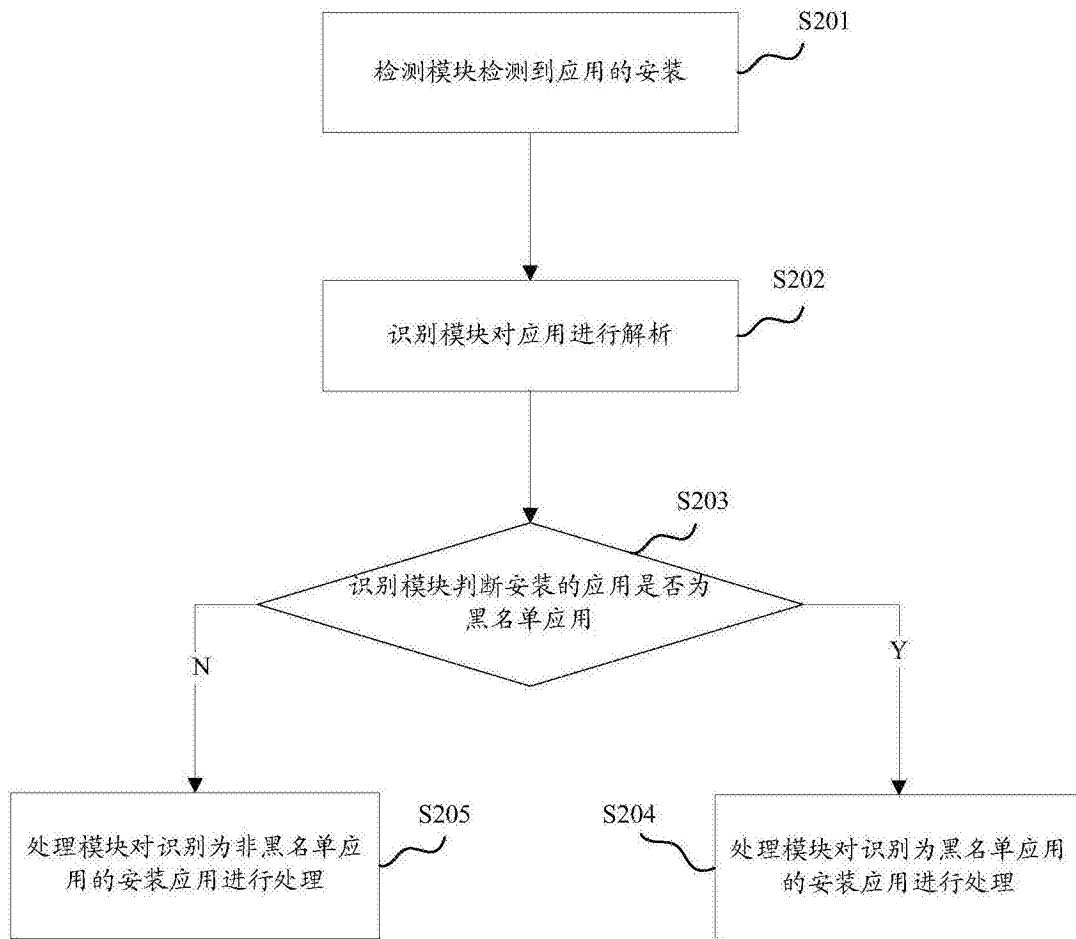 S201
检测模块检测到应用的安装
S202
识别模块对应用进行解析
S203
识别模块判断安装的应用是否为
黑名单应用
N
Y
S205
处理模块对识别为非黑名单应
用的安装应用进行处理
S204
处理模块对识别为黑名单应用
的安装应用进行处理